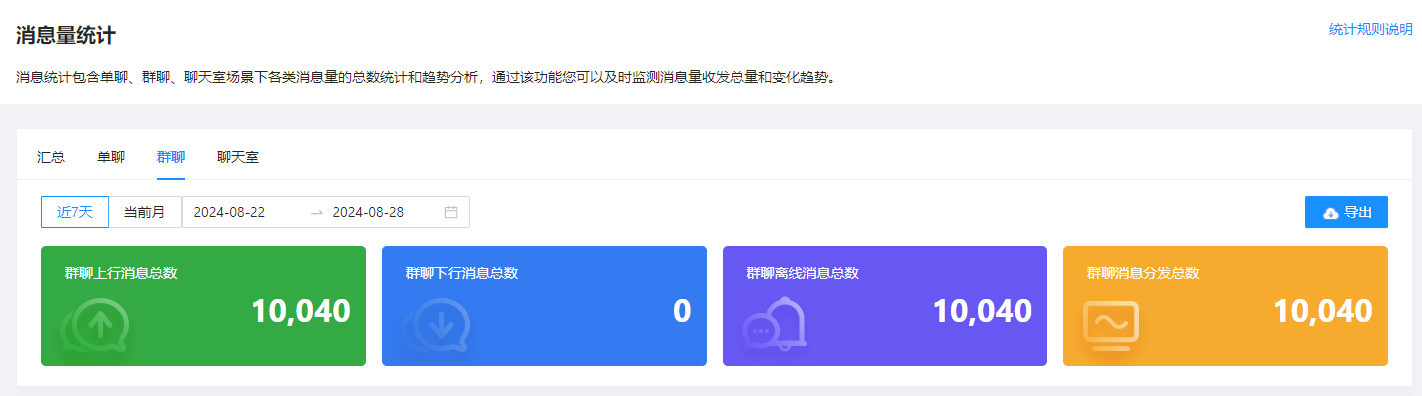 消息量统计
统计规则说明
消息统计包含单聊、群聊、聊天室场景下各类消息量的总数统计和趋势分析，通过该功能您可以及时监测消息量收发总量和变化趋势。
汇总 单聊 群聊 聊天室
近7天 当前月 2024-08-22 → 2024-08-28 导出
群聊上行消息总数
10,040
群聊下行消息总数
0
群聊离线消息总数
10,040
群聊消息分发总数
10,040